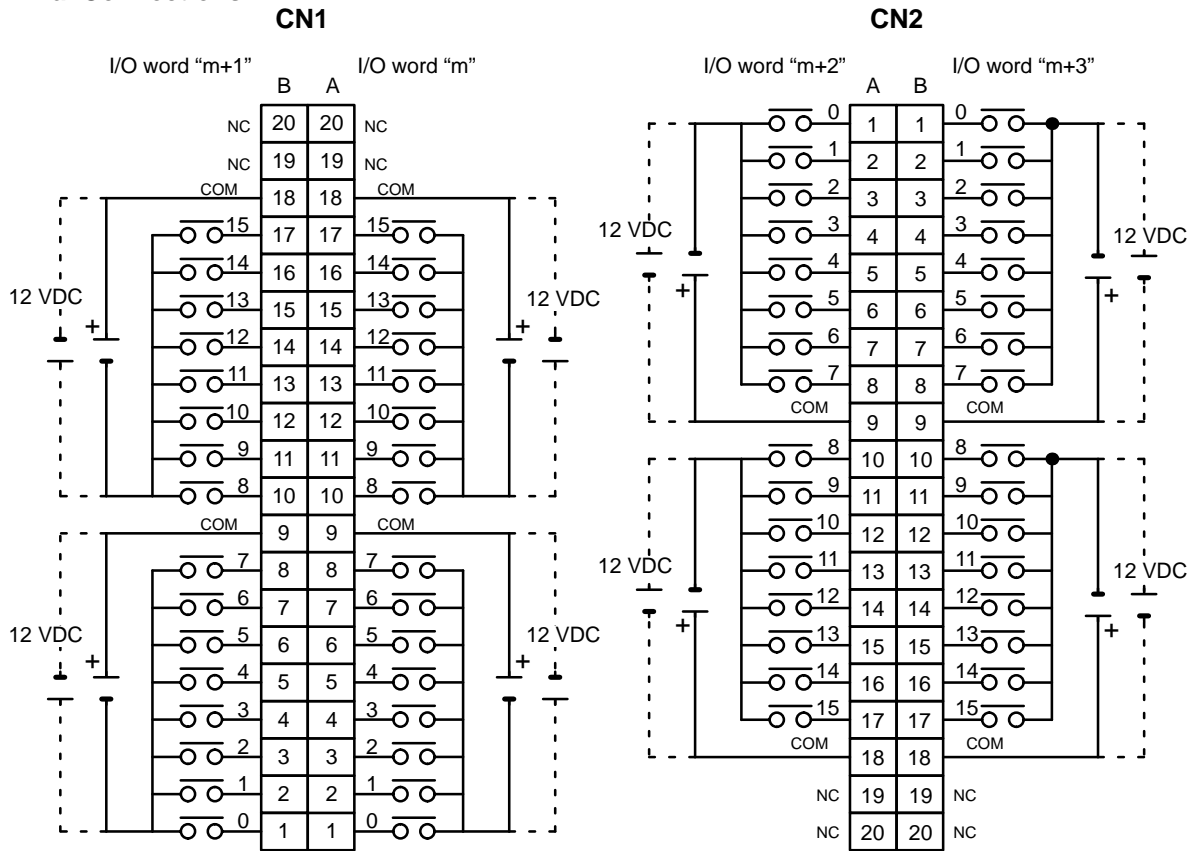 CN1
I/O word “m+1” I/O word “m”
B A
NC 20 20 NC
NC 19 19 NC
COM 18 18 COM
15 17 17 15
14 16 16 14
13 15 15 13
12 VDC 12 VDC
+ 12 14 14 12 +
11 13 13 11
10 12 12 10
9 11 11 9
8 10 10 8
COM 9 9 COM
7 8 8 7
6 7 7 6
12 VDC 5 6 6 5 12 VDC
+ 4 5 5 4 +
3 4 4 3
2 3 3 2
1 2 2 1
0 1 1 0
CN2
I/O word “m+2” I/O word “m+3”
A B
0 1 1 0
1 2 2 1
2 3 3 2
12 VDC 3 4 4 3 12 VDC
4 5 5 4
+ 5 6 6 5 +
6 7 7 6
7 8 8 7
COM 9 9 COM
8 10 10 8
9 11 11 9
10 12 12 10
12 VDC 11 13 13 11 12 VDC
12 14 14 12
+ 13 15 15 13 +
14 16 16 14
15 17 17 15
COM 18 18 COM
NC 19 19 NC
NC 20 20 NC